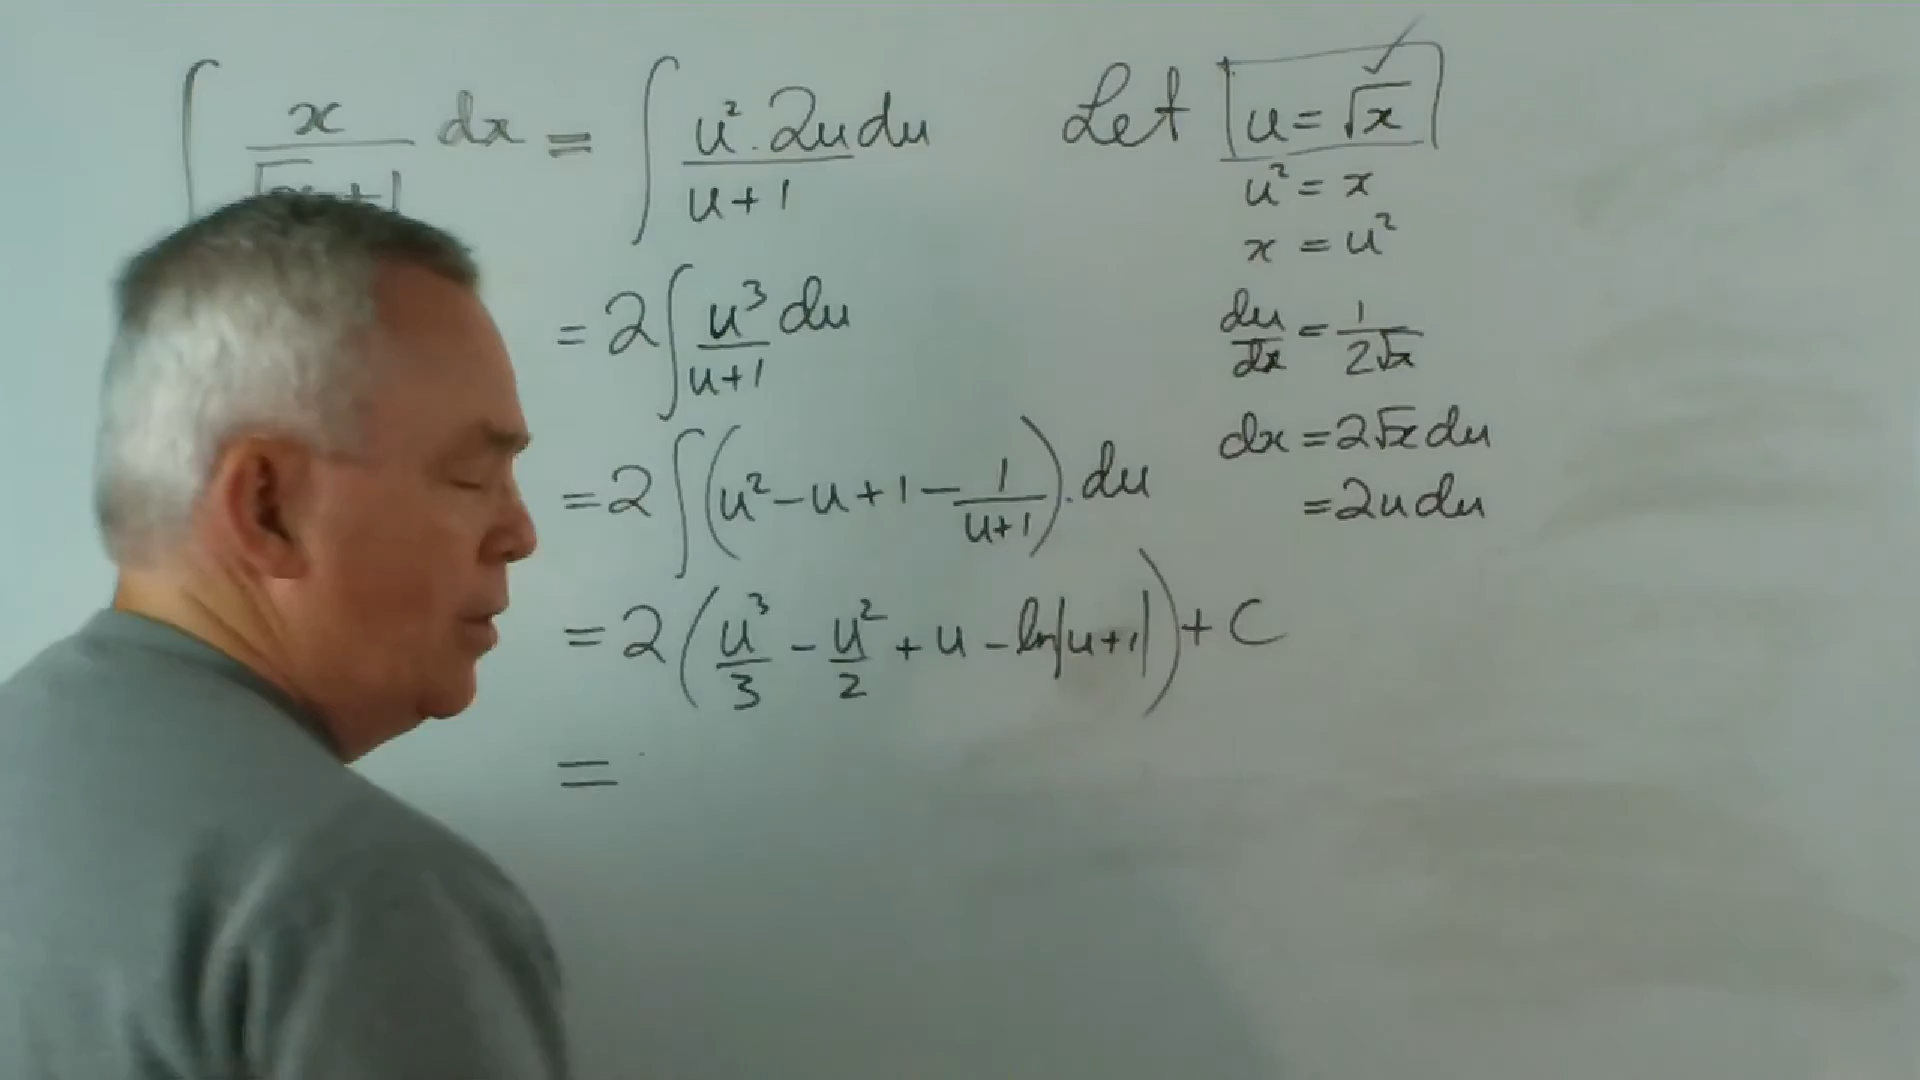 ∫ x/(√x+1) dx = ∫ u². 2u du/(u+1)
= 2∫ u³/(u+1) du
= 2∫(u² − u + 1 − 1/(u+1)). du
= 2(u³/3 − u²/2 + u − ln|u+1|) + C
=
Let u = √x ✓
u² = x
x = u²
du/dx = 1/(2√x)
dx = 2√x du
= 2u du